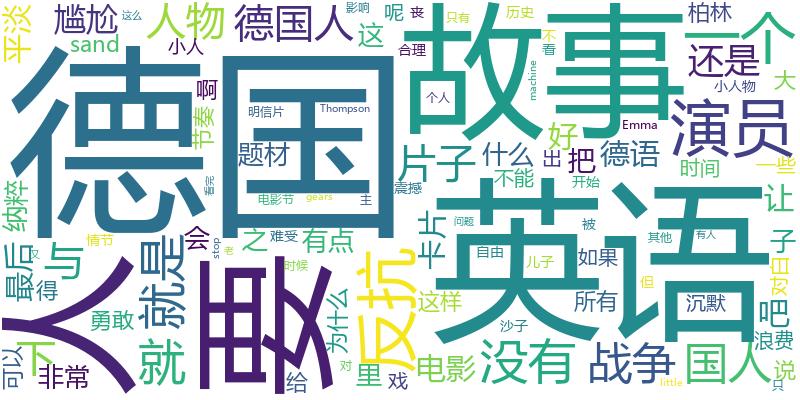 德国
故事
英语
人
要
一个
演员
反抗
德国人
人物
尴尬
平淡
sand
小人
这
呢
影响
丧
合理
只有
历史
这么
柏林
不
看
还是
大
小人物
啊
节奏
明信片
Thompson
个人
machine
Emma
好
题材
片子
什么
出
把
德语
时间
一些
纳粹
电影节
gears
主
看完
震撼
不能
开始
让
会
之
有点
卡片
最后
又
情节
与
就是
难受
stop
老
时候
自由
儿子
问题
被
如果
其他
有人
但
子
对白
觉得
勇敢
下
就
为什么
这样
所有
沉默
吧
沙子
浪费
可以
非常
给
对
里
戏
电影
没有
战争
国人
说
little
只